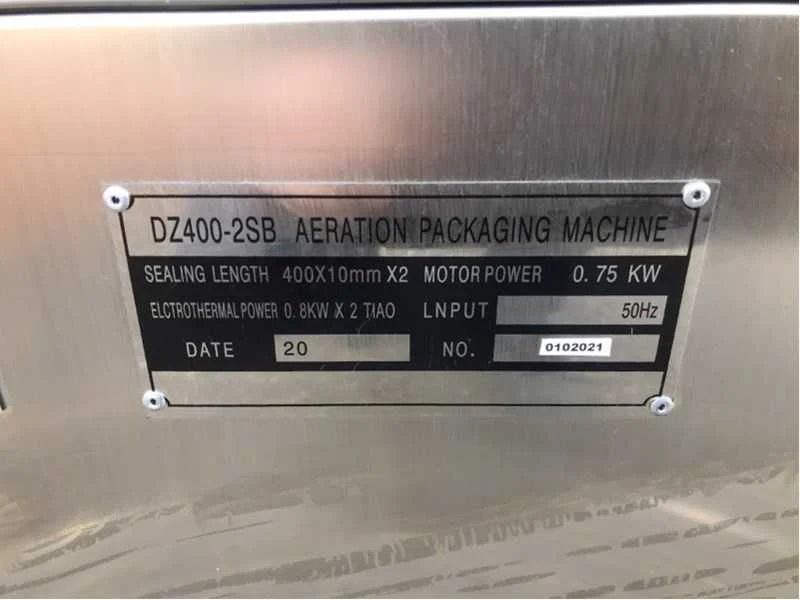 DZ400-2SB AERATION PACKAGING MACHINE
SEALING LENGTH 400X10mm X2 MOTOR POWER 0.75 KW
ELCTROTHERMAL POWER 0.8KW X 2 TIAO LNPUT 50Hz
DATE 20 NO. 0102021